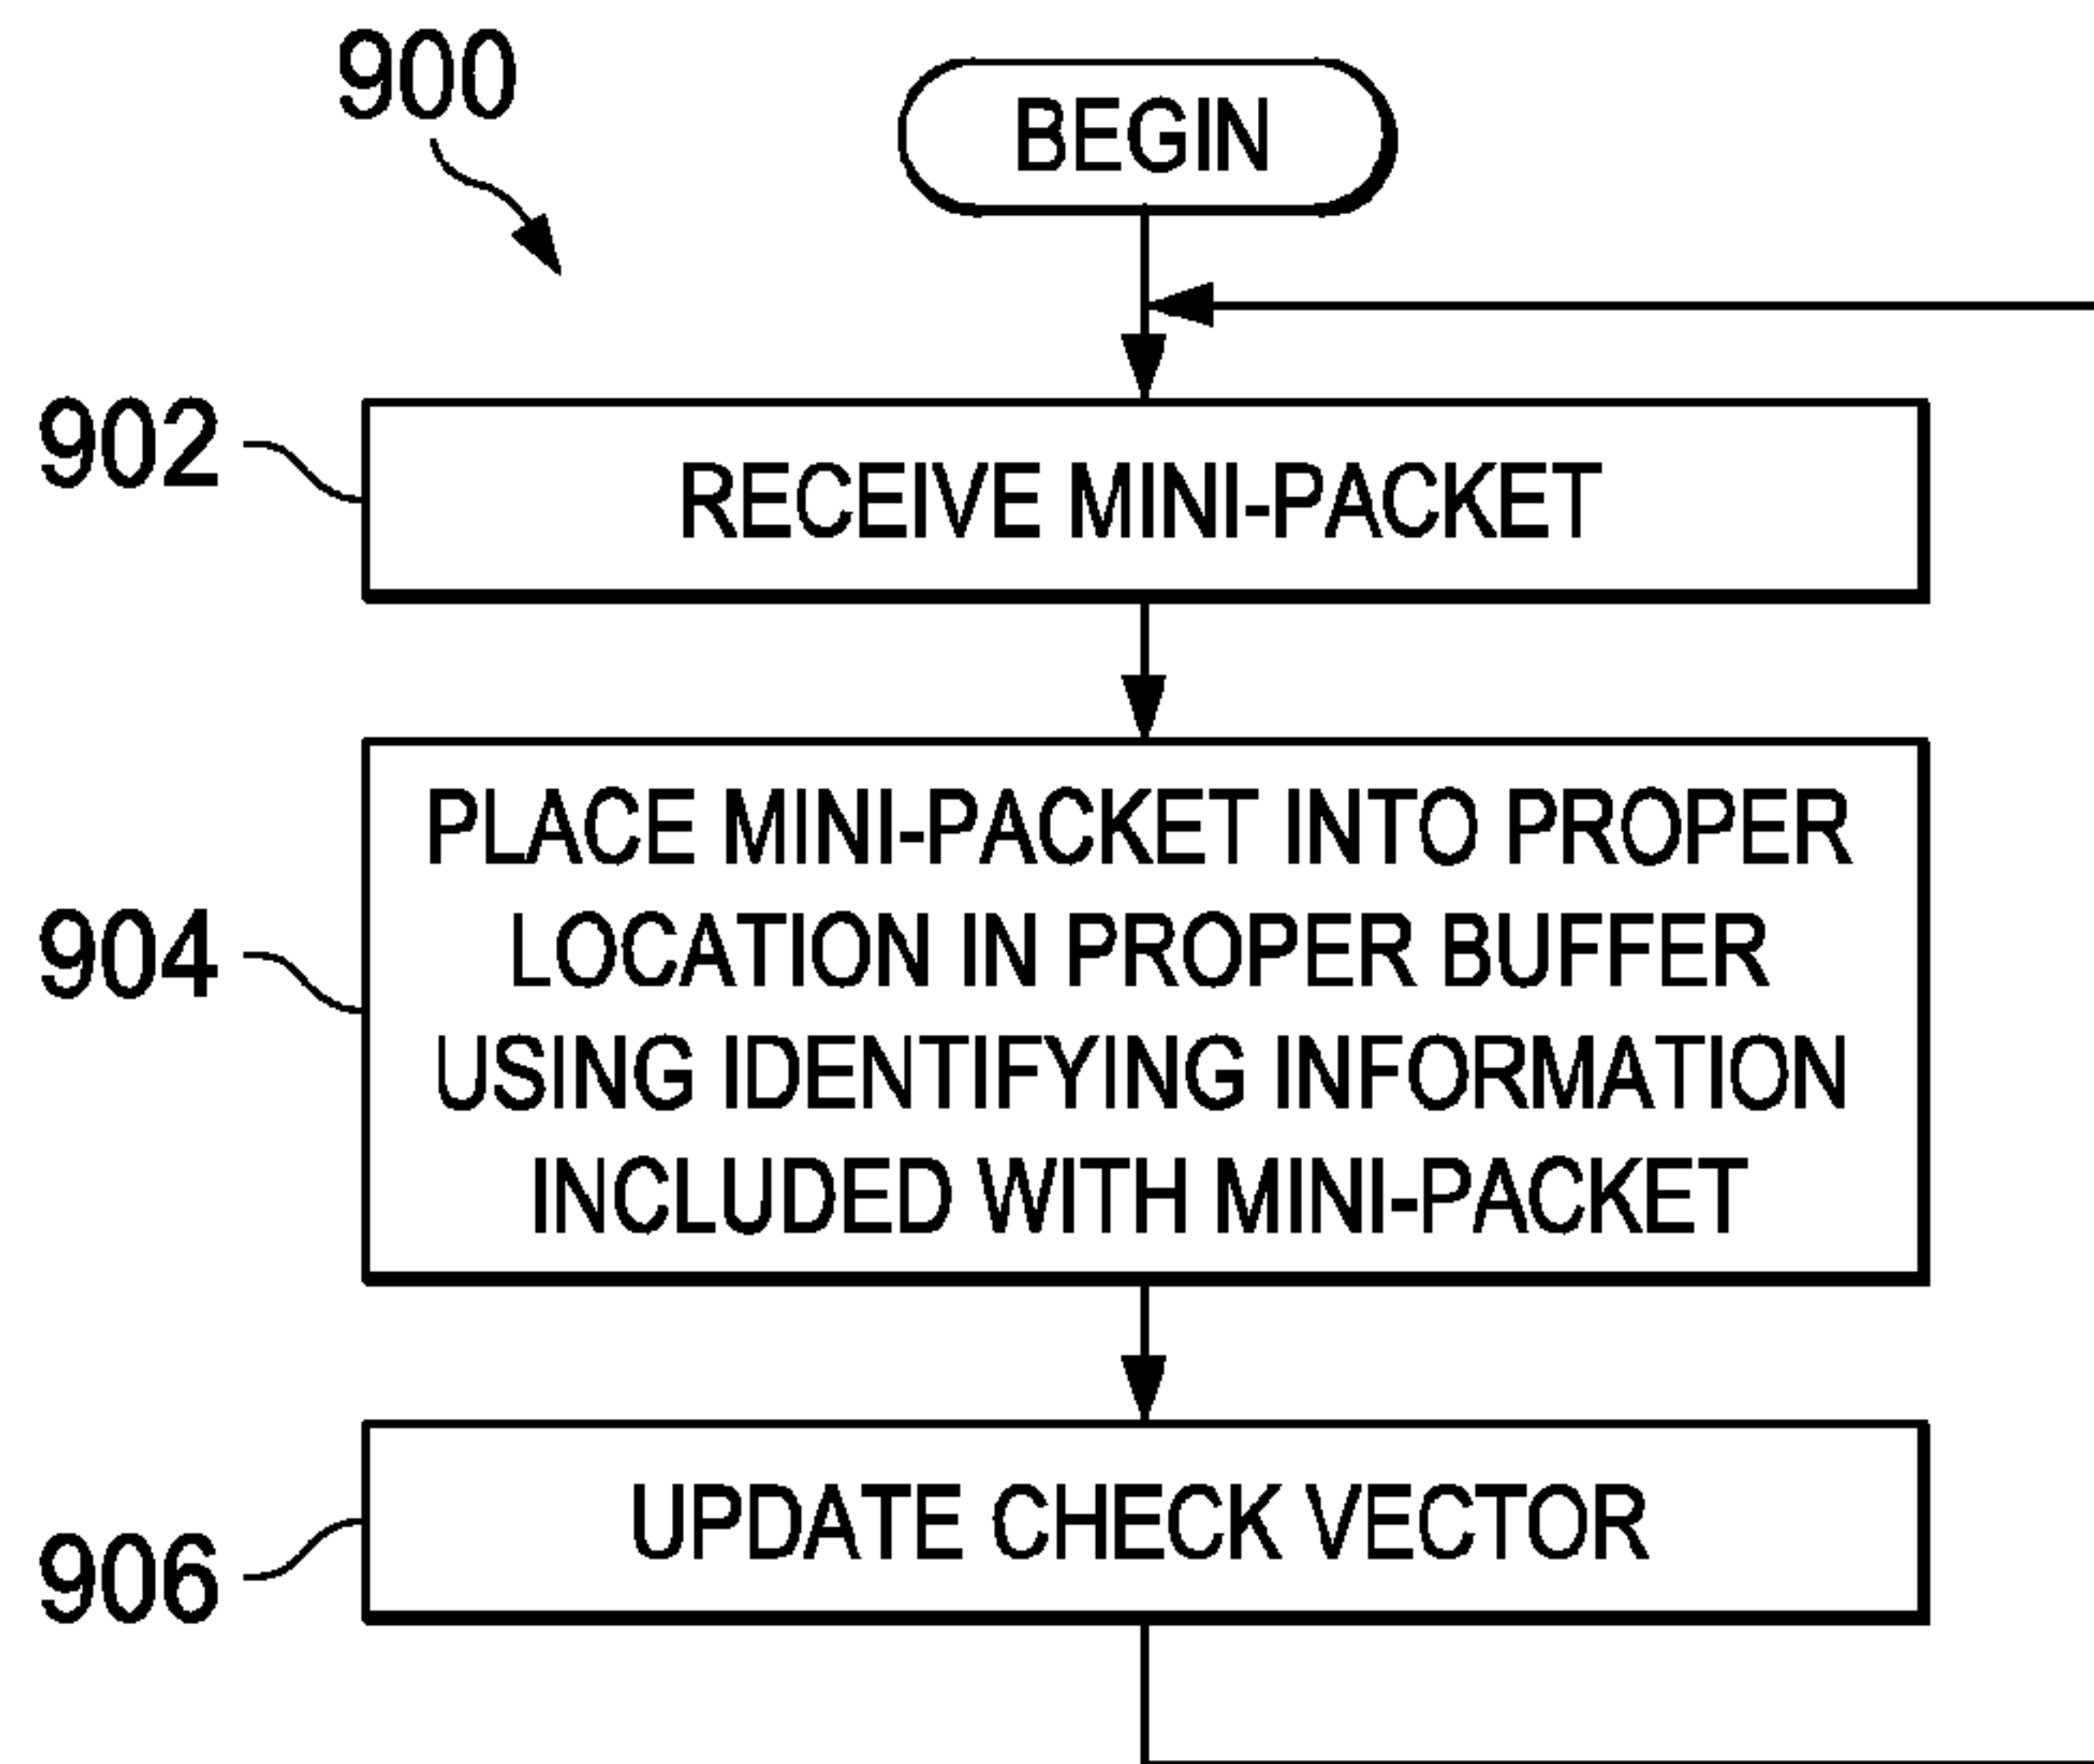 900
BEGIN
902
RECEIVE MINI-PACKET
PLACE MINI-PACKET INTO PROPER
LOCATION IN PROPER BUFFER
904
USING IDENTIFYING INFORMATION
INCLUDED WITH MINI-PACKET
UPDATE CHECK VECTOR
906